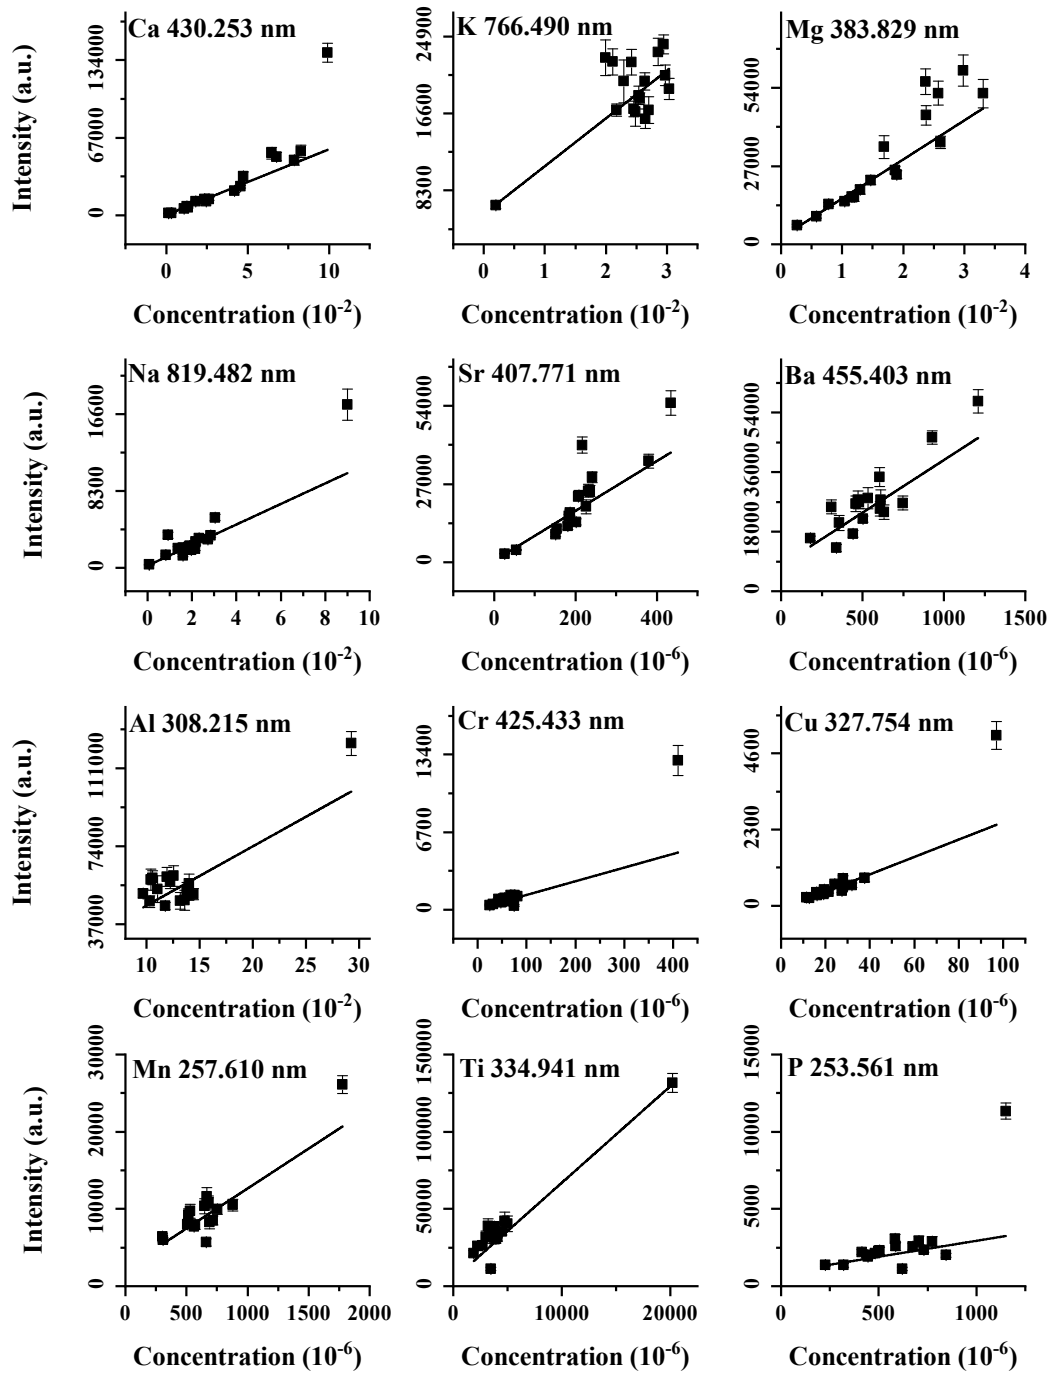 Ca 430.253 nm
Intensity (a.u.)
134000
67000
0
0 5 10
Concentration (10-2)
K 766.490 nm
24900
16600
8300
0 1 2 3
Concentration (10-2)
Mg 383.829 nm
54000
27000
0
0 1 2 3 4
Concentration (10-2)
Na 819.482 nm
Intensity (a.u.)
16600
8300
0
0 2 4 6 8 10
Concentration (10-2)
Sr 407.771 nm
54000
27000
0
0 200 400
Concentration (10-6)
Ba 455.403 nm
54000
36000
18000
0
0 500 1000 1500
Concentration (10-6)
Al 308.215 nm
Intensity (a.u.)
111000
74000
37000
10 15 20 25 30
Concentration (10-2)
Cr 425.433 nm
13400
6700
0
0 100 200 300 400
Concentration (10-6)
Cu 327.754 nm
4600
2300
0
20 40 60 80 100
Concentration (10-6)
Mn 257.610 nm
Intensity (a.u.)
30000
20000
10000
0
0 500 1000 1500 2000
Concentration (10-6)
Ti 334.941 nm
150000
100000
50000
0
0 10000 20000
Concentration (10-6)
P 253.561 nm
15000
10000
5000
0
0 500 1000
Concentration (10-6)